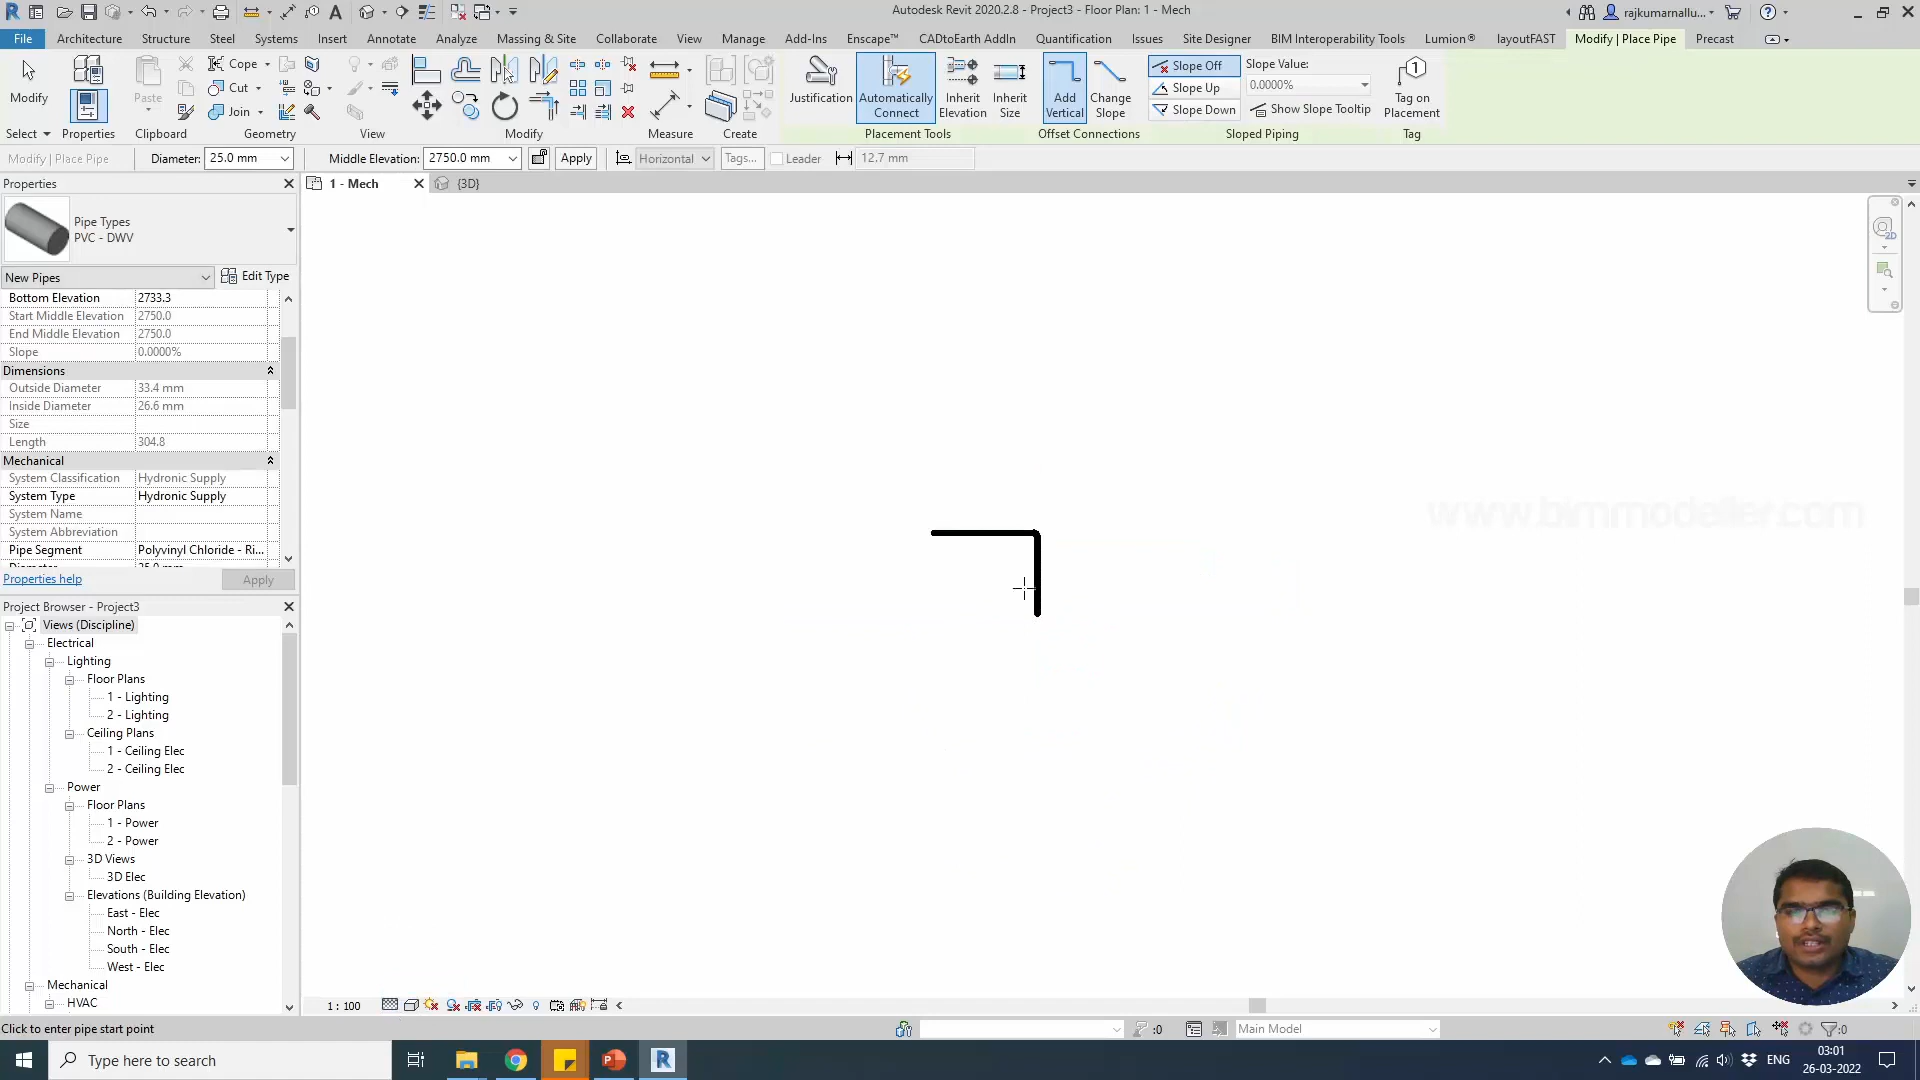 Autodesk Revit 2020.2.8 - Project3 - Floor Plan: 1 - Mech
rajkumarnallu...
File Architecture Structure Steel Systems Insert Annotate Analyze Massing & Site Collaborate View Manage Add-Ins Enscape™ CADtoEarth AddIn Quantification Issues Site Designer BIM Interoperability Tools Lumion® layoutFAST Modify | Place Pipe Precast
Modify
Paste
Cope
Cut
Join
Justification
Automatically Connect
Inherit Elevation
Inherit Size
Add Vertical
Change Slope
Slope Off
Slope Up
Slope Down
Slope Value:
0.0000%
Show Slope Tooltip
Tag on Placement
Select Properties Clipboard Geometry View Modify Measure Create Placement Tools Offset Connections Sloped Piping Tag
Modify | Place Pipe Diameter: 25.0 mm Middle Elevation: 2750.0 mm Apply Horizontal Tags... Leader 12.7 mm
Properties
1 - Mech {3D}
Pipe Types
PVC - DWV
New Pipes Edit Type
Bottom Elevation 2733.3
Start Middle Elevation 2750.0
End Middle Elevation 2750.0
Slope 0.0000%
Dimensions
Outside Diameter 33.4 mm
Inside Diameter 26.6 mm
Size
Length 304.8
Mechanical
System Classification Hydronic Supply
System Type Hydronic Supply
System Name
System Abbreviation
Pipe Segment Polyvinyl Chloride - Ri...
Diameter 25.0 mm
Properties help Apply
www.bimmodeller.com
Project Browser - Project3
Views (Discipline)
Electrical
Lighting
Floor Plans
1 - Lighting
2 - Lighting
Ceiling Plans
1 - Ceiling Elec
2 - Ceiling Elec
Power
Floor Plans
1 - Power
2 - Power
3D Views
3D Elec
Elevations (Building Elevation)
East - Elec
North - Elec
South - Elec
West - Elec
Mechanical
HVAC
1 : 100
Click to enter pipe start point
:0
Main Model
:0
Type here to search
ENG
03:01
26-03-2022